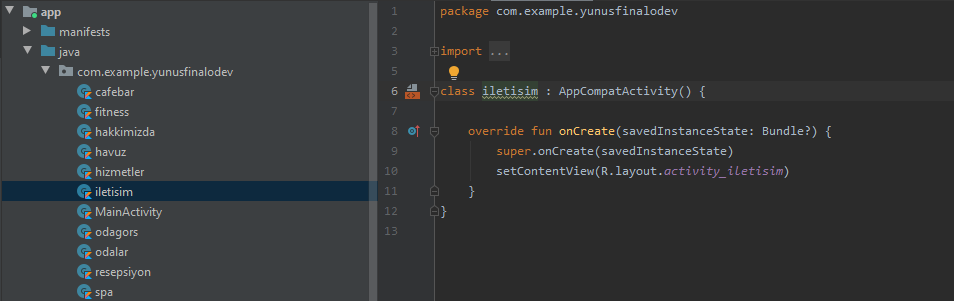 app
manifests
java
com.example.yunusfinalodev
cafebar
fitness
hakkimizda
havuz
hizmetler
iletisim
MainActivity
odagors
odalar
resepsiyon
spa
1 package com.example.yunusfinalodev
2
3 import ...
5
6 class iletisim : AppCompatActivity() {
7
8 override fun onCreate(savedInstanceState: Bundle?) {
9 super.onCreate(savedInstanceState)
10 setContentView(R.layout.activity_iletisim)
11 }
12 }
13